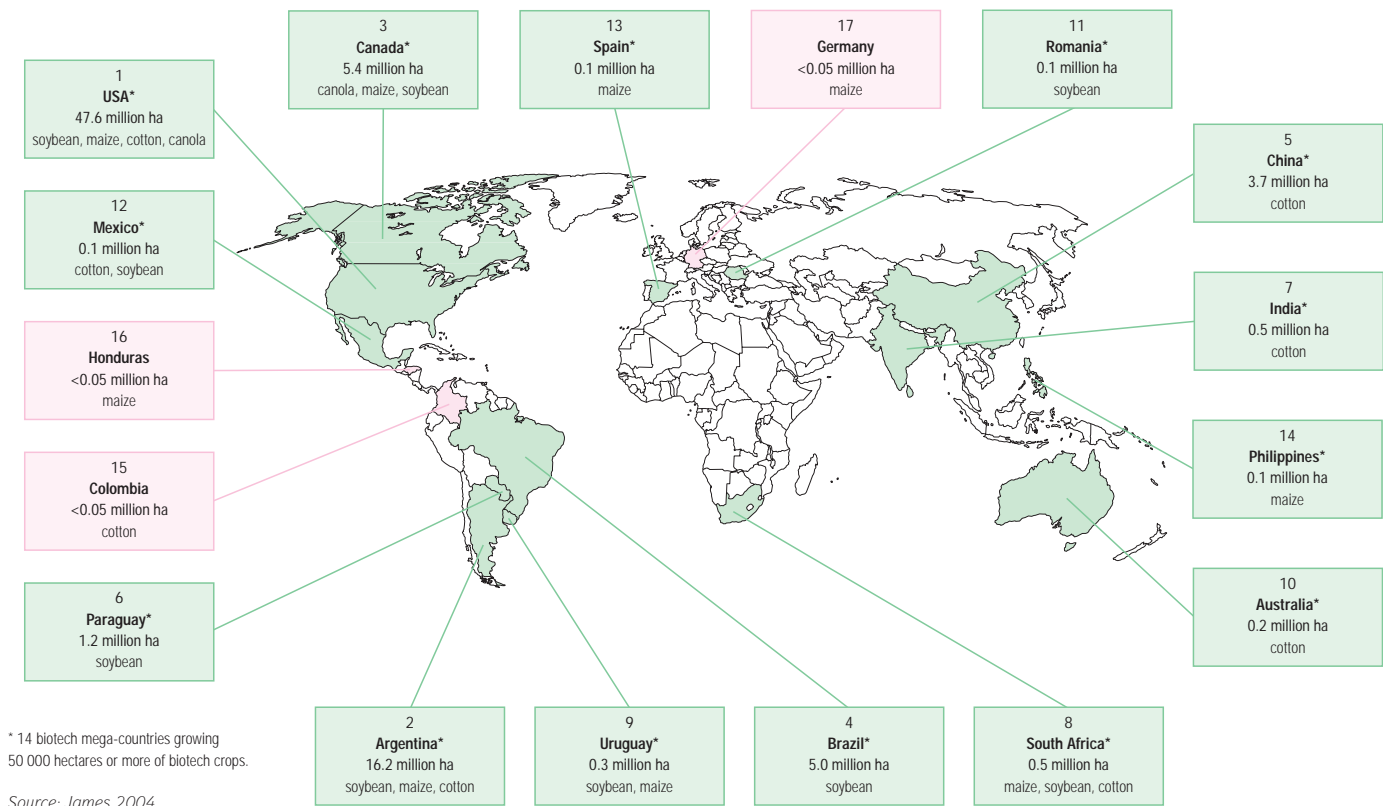 3
Canada*
5.4 million ha
canola, maize, soybean
13
Spain*
0.1 million ha
maize
17
Germany
<0.05 million ha
maize
11
Romania*
0.1 million ha
soybean
1
USA*
47.6 million ha
soybean, maize, cotton, canola
5
China*
3.7 million ha
cotton
12
Mexico*
0.1 million ha
cotton, soybean
7
India*
0.5 million ha
cotton
16
Honduras
<0.05 million ha
maize
14
Philippines*
0.1 million ha
maize
15
Colombia
<0.05 million ha
cotton
10
Australia*
0.2 million ha
cotton
6
Paraguay*
1.2 million ha
soybean
2
Argentina*
16.2 million ha
soybean, maize, cotton
9
Uruguay*
0.3 million ha
soybean, maize
4
Brazil*
5.0 million ha
soybean
8
South Africa*
0.5 million ha
maize, soybean, cotton
* 14 biotech mega-countries growing
50 000 hectares or more of biotech crops.
Source: James 2004